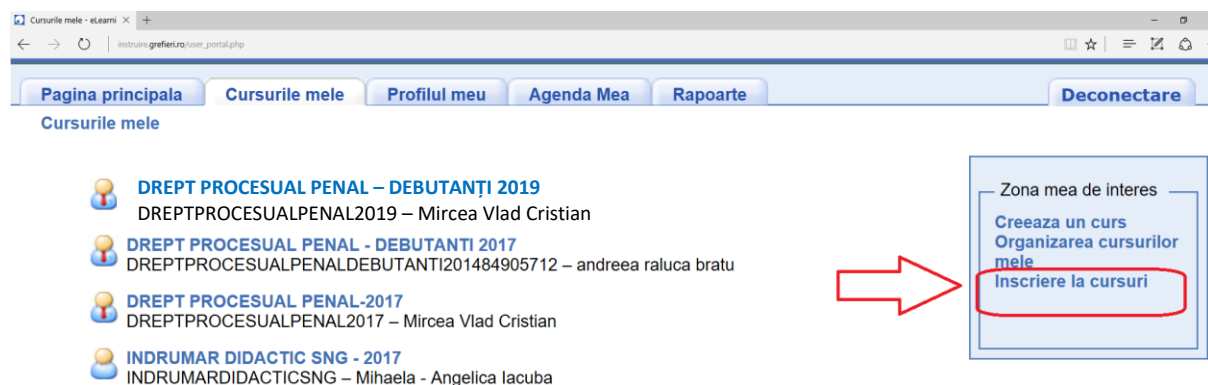 Cursurile mele - eLearni
instruire.grefieri.ro/user_portal.php
Pagina principala Cursurile mele Profilul meu Agenda Mea Rapoarte Deconectare
Cursurile mele
DREPT PROCESUAL PENAL – DEBUTANȚI 2019
DREPTPROCESUALPENAL2019 – Mircea Vlad Cristian
DREPT PROCESUAL PENAL - DEBUTANTI 2017
DREPTPROCESUALPENALDEBUTANTI201484905712 – andreea raluca bratu
DREPT PROCESUAL PENAL-2017
DREPTPROCESUALPENAL2017 – Mircea Vlad Cristian
INDRUMAR DIDACTIC SNG - 2017
INDRUMARDIDACTICSNG – Mihaela - Angelica Iacuba
Zona mea de interes
Creeaza un curs
Organizarea cursurilor
mele
Inscriere la cursuri